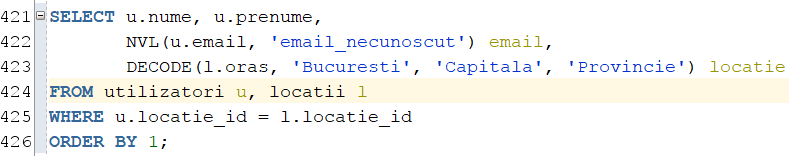 421 SELECT u.nume, u.prenume,
422 NVL(u.email, 'email_necunoscut') email,
423 DECODE(l.oras, 'Bucuresti', 'Capitala', 'Provincie') locatie
424 FROM utilizatori u, locatii l
425 WHERE u.locatie_id = l.locatie_id
426 ORDER BY 1;